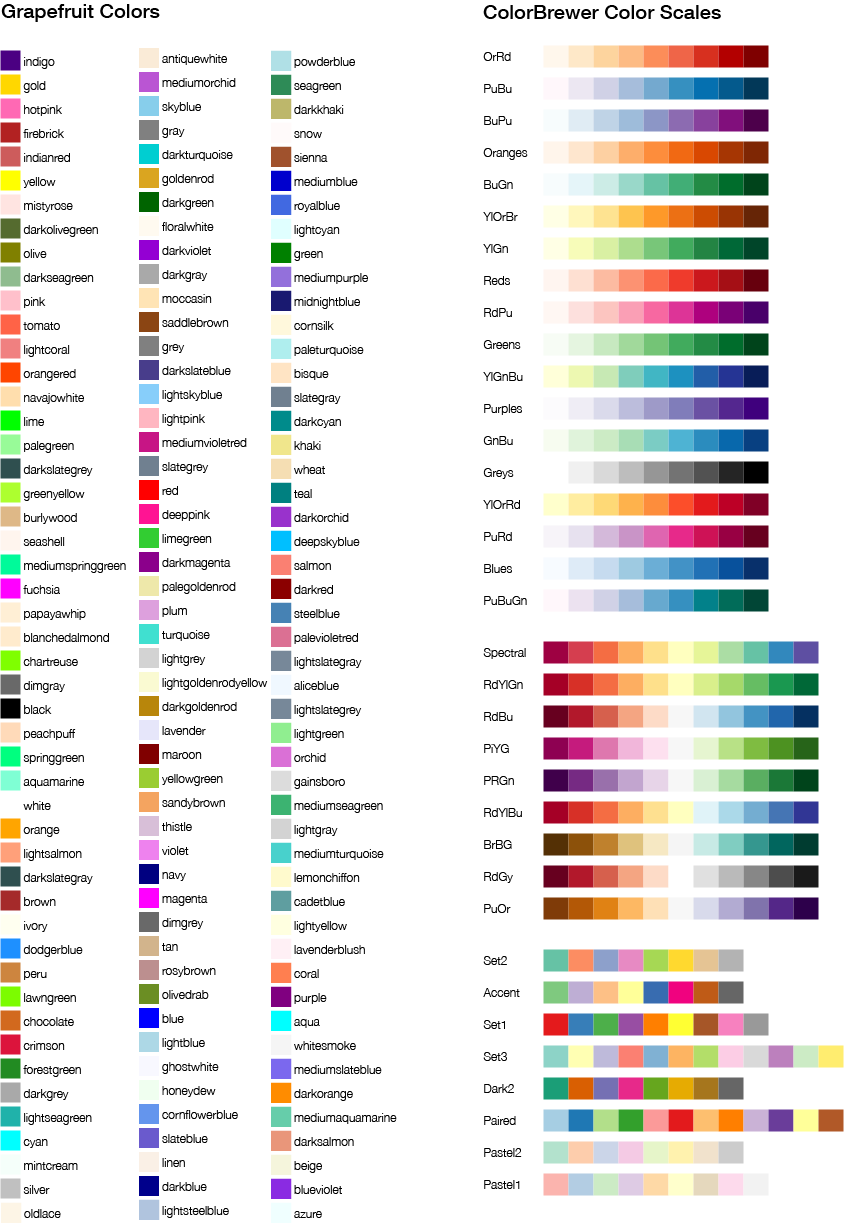 Grapefruit Colors
indigo
gold
hotpink
firebrick
indianred
yellow
mistyrose
darkolivegreen
olive
darkseagreen
pink
tomato
lightcoral
orangered
navajowhite
lime
palegreen
darkslategrey
greenyellow
burlywood
seashell
mediumspringgreen
fuchsia
papayawhip
blanchedalmond
chartreuse
dimgray
black
peachpuff
springgreen
aquamarine
white
orange
lightsalmon
darkslategray
brown
ivory
dodgerblue
peru
lawngreen
chocolate
crimson
forestgreen
darkgrey
lightseagreen
cyan
mintcream
silver
oldlace
antiquewhite
mediumorchid
skyblue
gray
darkturquoise
goldenrod
darkgreen
floralwhite
darkviolet
darkgray
moccasin
saddlebrown
grey
darkslateblue
lightskyblue
lightpink
mediumvioletred
slategrey
red
deeppink
limegreen
darkmagenta
palegoldenrod
plum
turquoise
lightgrey
lightgoldenrodyellow
darkgoldenrod
lavender
maroon
yellowgreen
sandybrown
thistle
violet
navy
magenta
dimgrey
tan
rosybrown
olivedrab
blue
lightblue
ghostwhite
honeydew
cornflowerblue
slateblue
linen
darkblue
lightsteelblue
powderblue
seagreen
darkkhaki
snow
sienna
mediumblue
royalblue
lightcyan
green
mediumpurple
midnightblue
cornsilk
paleturquoise
bisque
slategray
darkcyan
khaki
wheat
teal
darkorchid
deepskyblue
salmon
darkred
steelblue
palevioletred
lightslategray
aliceblue
lightslategrey
lightgreen
orchid
gainsboro
mediumseagreen
lightgray
mediumturquoise
lemonchiffon
cadetblue
lightyellow
lavenderblush
coral
purple
aqua
whitesmoke
mediumslateblue
darkorange
mediumaquamarine
darksalmon
beige
blueviolet
azure
ColorBrewer Color Scales
OrRd
PuBu
BuPu
Oranges
BuGn
YlOrBr
YlGn
Reds
RdPu
Greens
YlGnBu
Purples
GnBu
Greys
YlOrRd
PuRd
Blues
PuBuGn
Spectral
RdYlGn
RdBu
PiYG
PRGn
RdYlBu
BrBG
RdGy
PuOr
Set2
Accent
Set1
Set3
Dark2
Paired
Pastel2
Pastel1